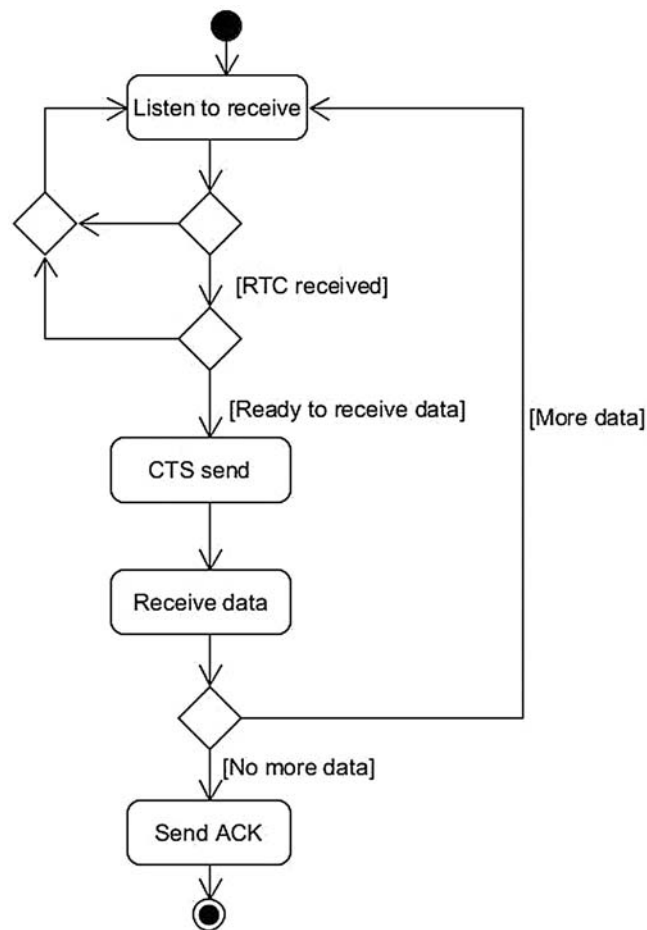 Listen to receive
[RTC received]
[Ready to receive data]
[More data]
CTS send
Receive data
[No more data]
Send ACK